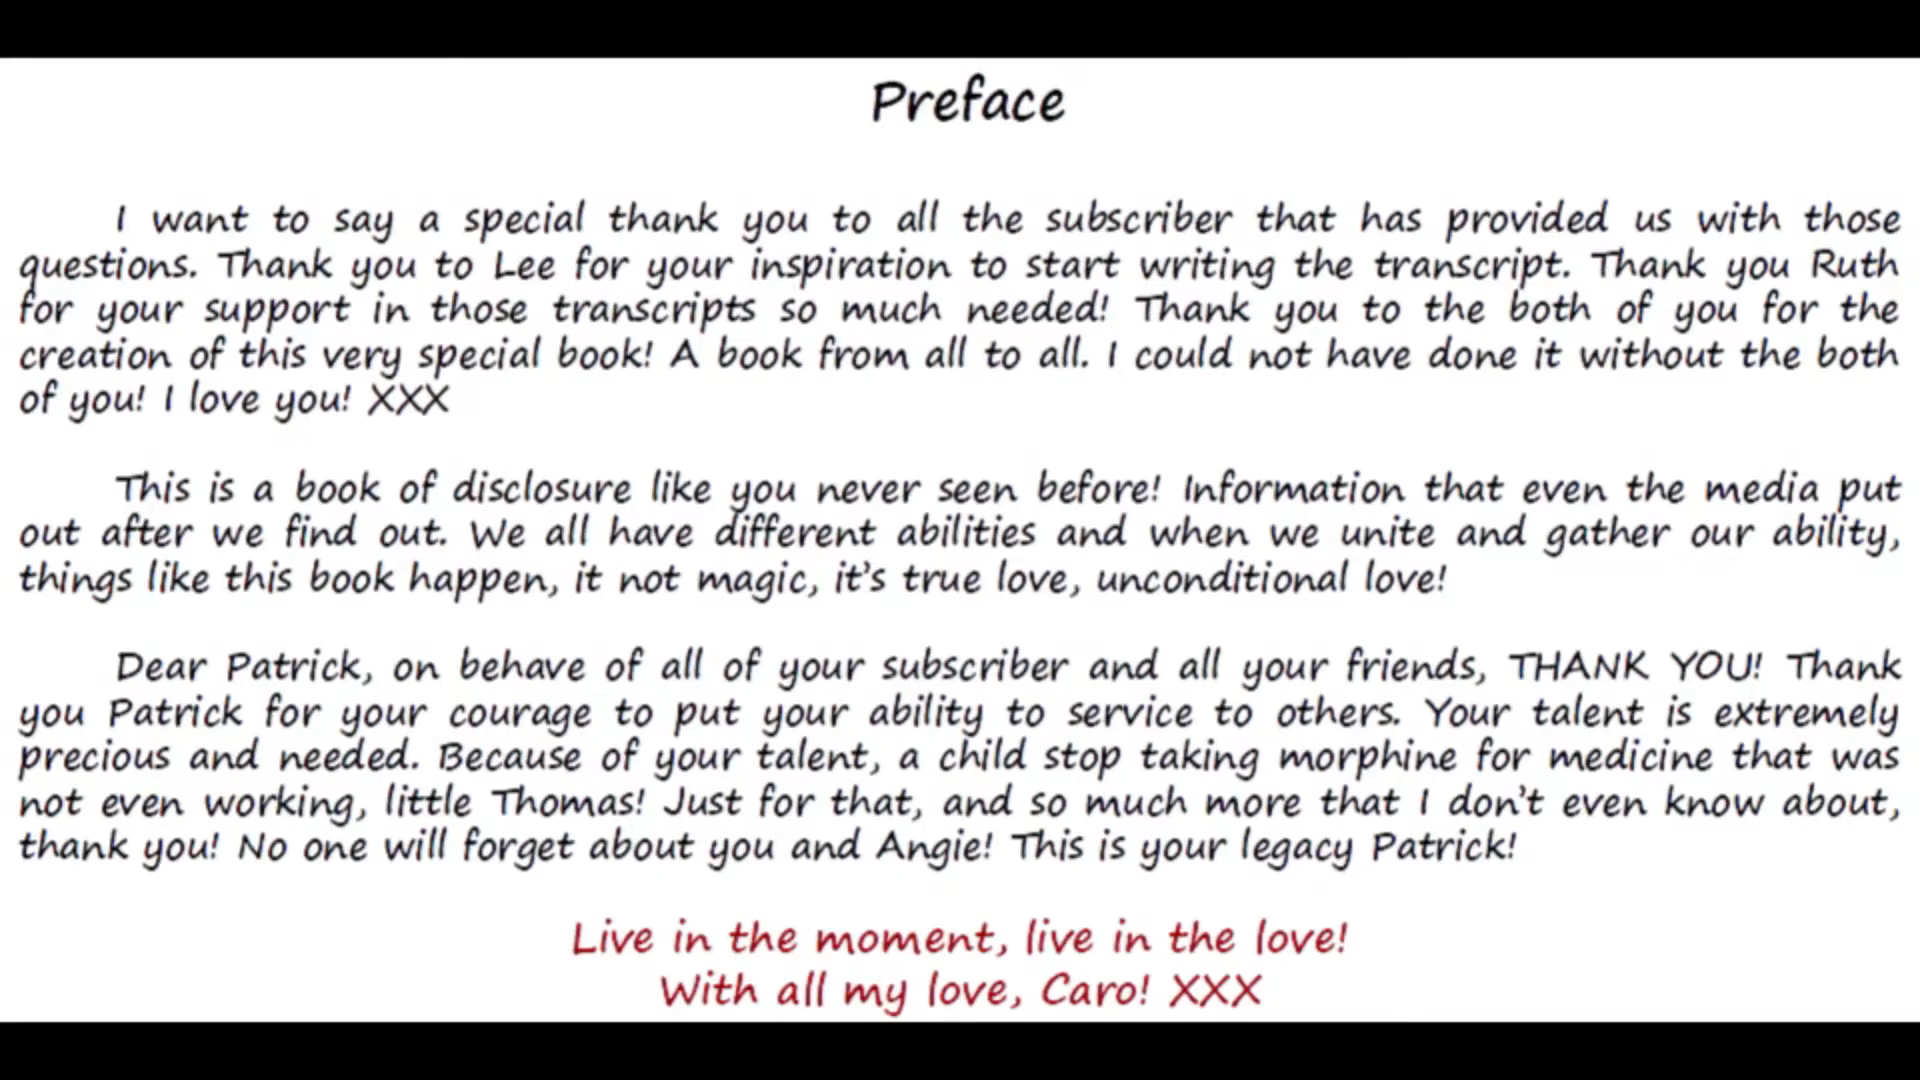 Preface
I want to say a special thank you to all the subscriber that has provided us with those
questions. Thank you to Lee for your inspiration to start writing the transcript. Thank you Ruth
for your support in those transcripts so much needed! Thank you to the both of you for the
creation of this very special book! A book from all to all. I could not have done it without the both
of you! I love you! XXX
This is a book of disclosure like you never seen before! Information that even the media put
out after we find out. We all have different abilities and when we unite and gather our ability,
things like this book happen, it not magic, it's true love, unconditional love!
Dear Patrick, on behave of all of your subscriber and all your friends, THANK YOU! Thank
you Patrick for your courage to put your ability to service to others. Your talent is extremely
precious and needed. Because of your talent, a child stop taking morphine for medicine that was
not even working, little Thomas! Just for that, and so much more that I don't even know about,
thank you! No one will forget about you and Angie! This is your legacy Patrick!
Live in the moment, live in the love!
With all my love, Caro! XXX